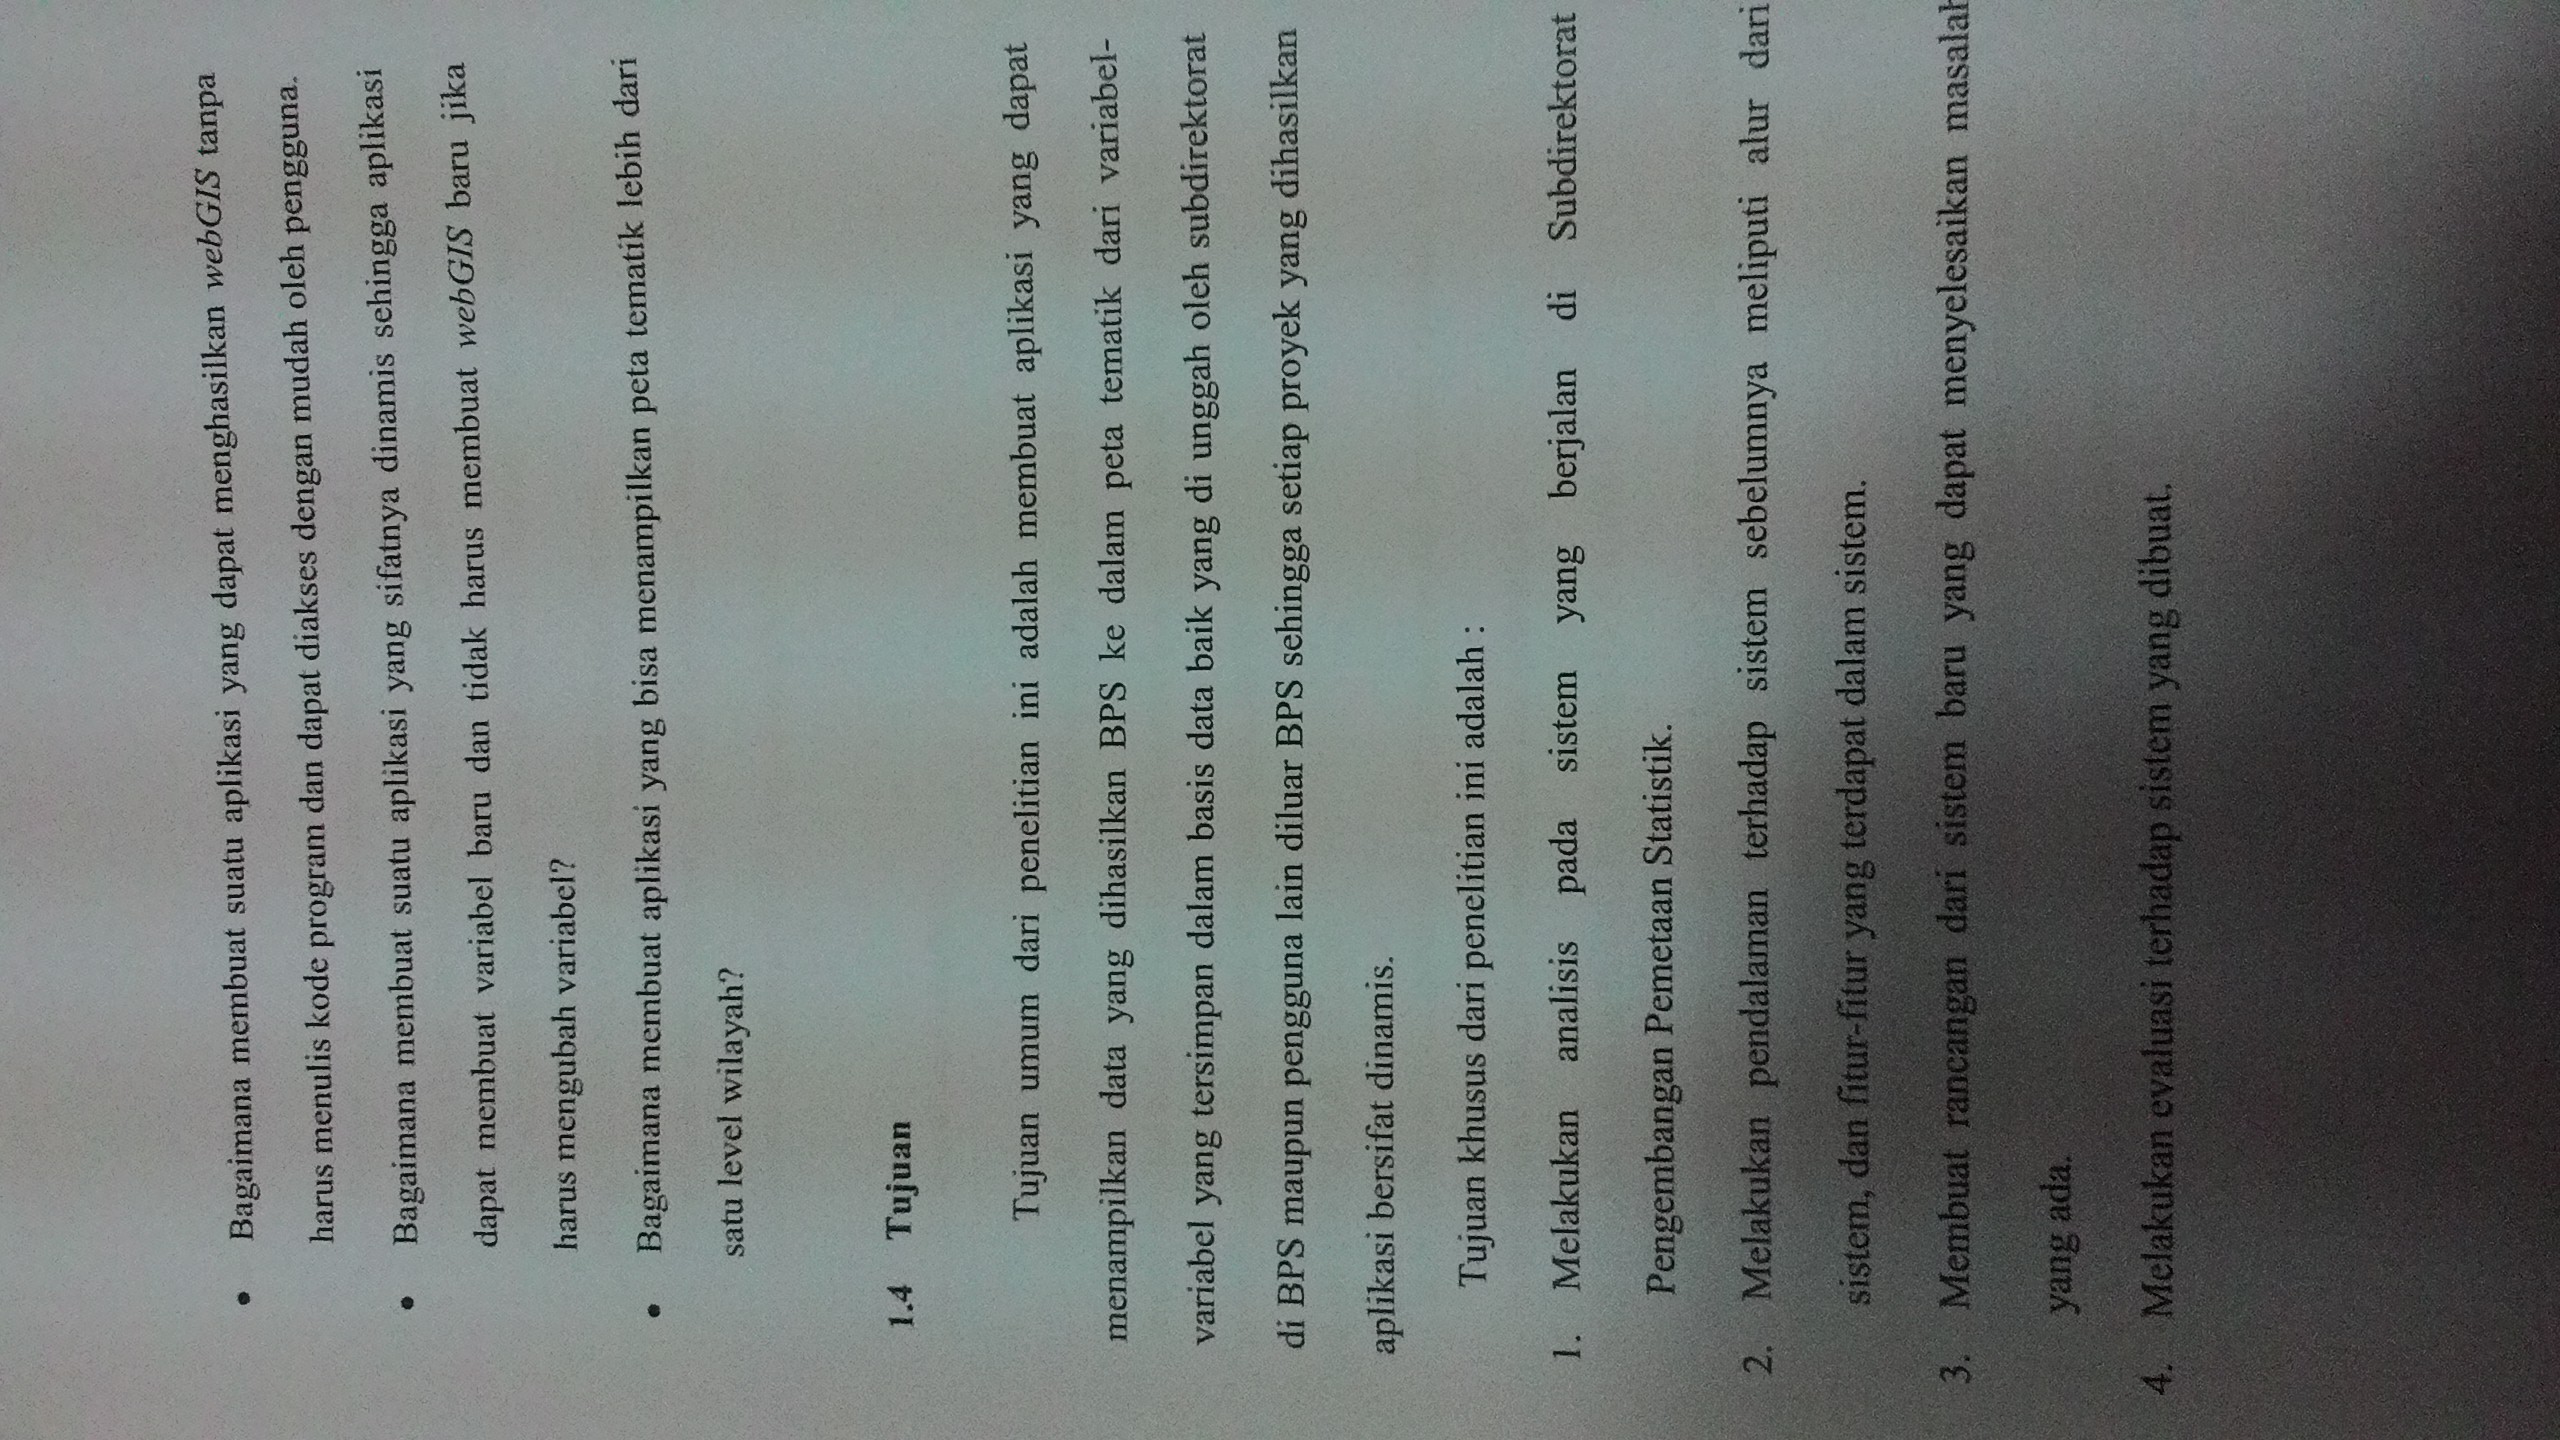 • Bagaimana membuat suatu aplikasi yang dapat menghasilkan webGIS tanpa
harus menulis kode program dan dapat diakses dengan mudah oleh pengguna.
• Bagaimana membuat suatu aplikasi yang sifatnya dinamis sehingga aplikasi
dapat membuat variabel baru dan tidak harus membuat webGIS baru jika
harus mengubah variabel?
• Bagaimana membuat aplikasi yang bisa menampilkan peta tematik lebih dari
satu level wilayah?
1.4 Tujuan
Tujuan umum dari penelitian ini adalah membuat aplikasi yang dapat
menampilkan data yang dihasilkan BPS ke dalam peta tematik dari variabel-
variabel yang tersimpan dalam basis data baik yang di unggah oleh subdirektorat
di BPS maupun pengguna lain diluar BPS sehingga setiap proyek yang dihasilkan
aplikasi bersifat dinamis.
Tujuan khusus dari penelitian ini adalah :
1. Melakukan analisis pada sistem yang berjalan di Subdirektorat
Pengembangan Pemetaan Statistik.
2. Melakukan pendalaman terhadap sistem sebelumnya meliputi alur dari
sistem, dan fitur-fitur yang terdapat dalam sistem.
3. Membuat rancangan dari sistem baru yang dapat menyelesaikan masalah
yang ada.
4. Melakukan evaluasi terhadap sistem yang dibuat.